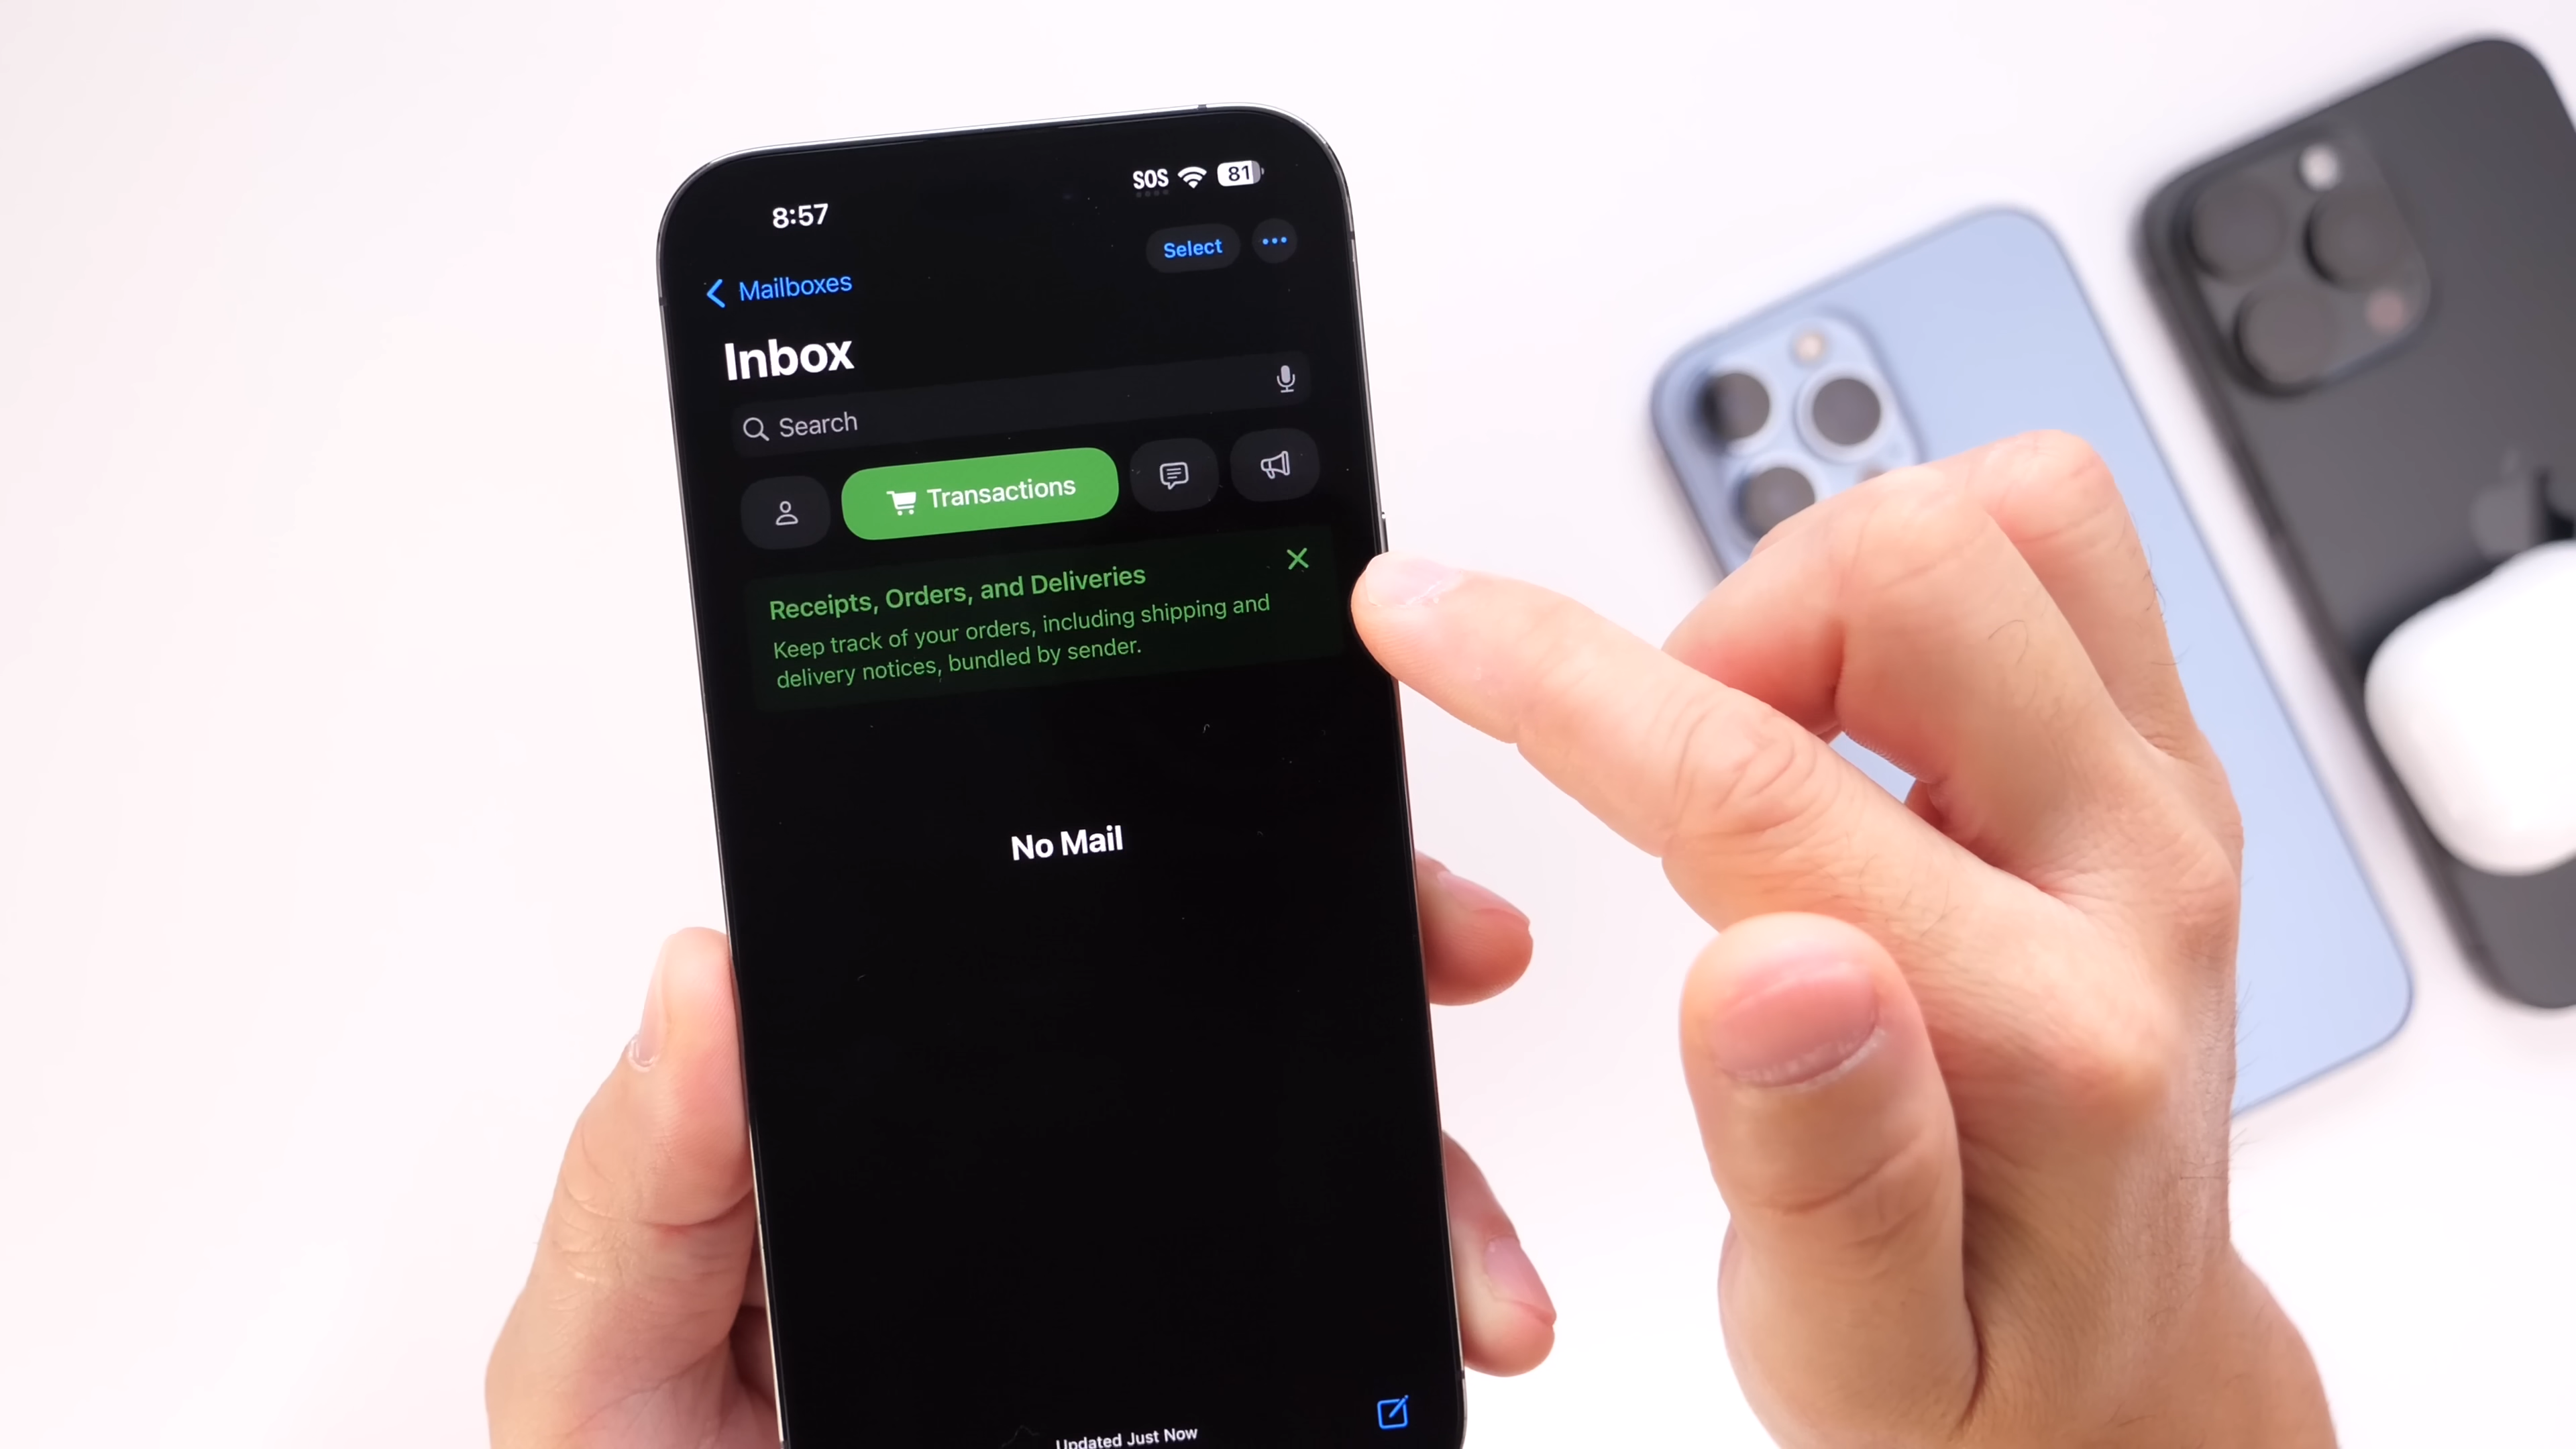 8:57
SOS
81
Select
Mailboxes
Inbox
Search
Transactions
Receipts, Orders, and Deliveries
Keep track of your orders, including shipping and
delivery notices, bundled by sender.
No Mail
Updated Just Now